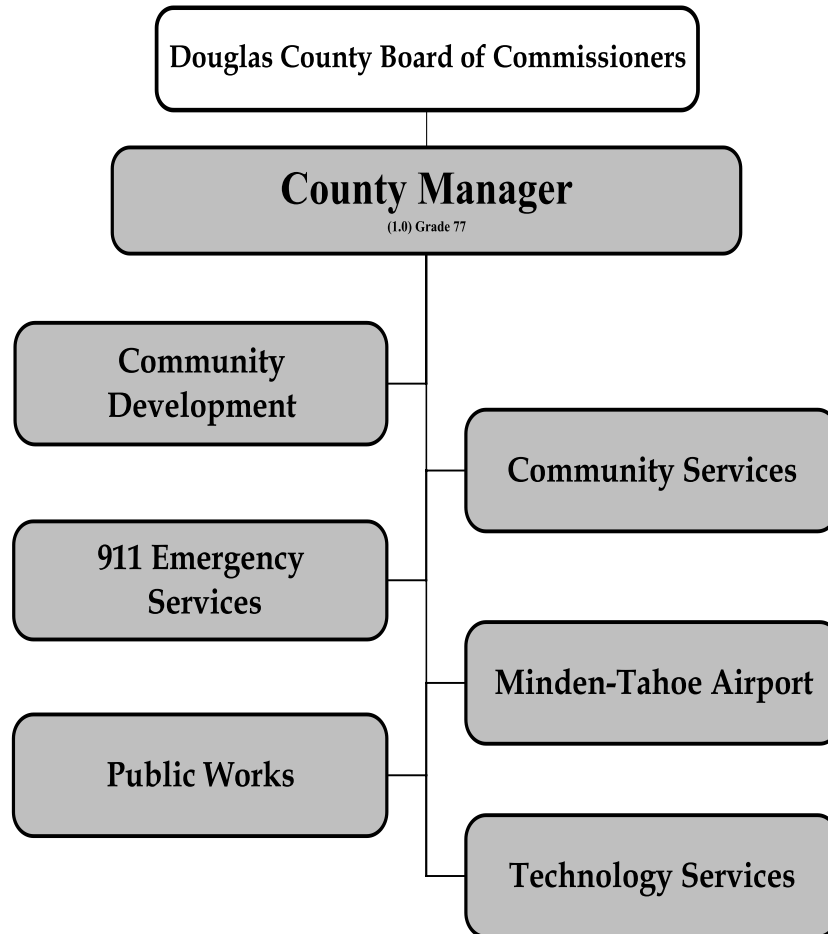 Douglas County Board of Commissioners
County Manager
(1.0) Grade 77
Community
Development
Community Services
911 Emergency
Services
Minden-Tahoe Airport
Public Works
Technology Services